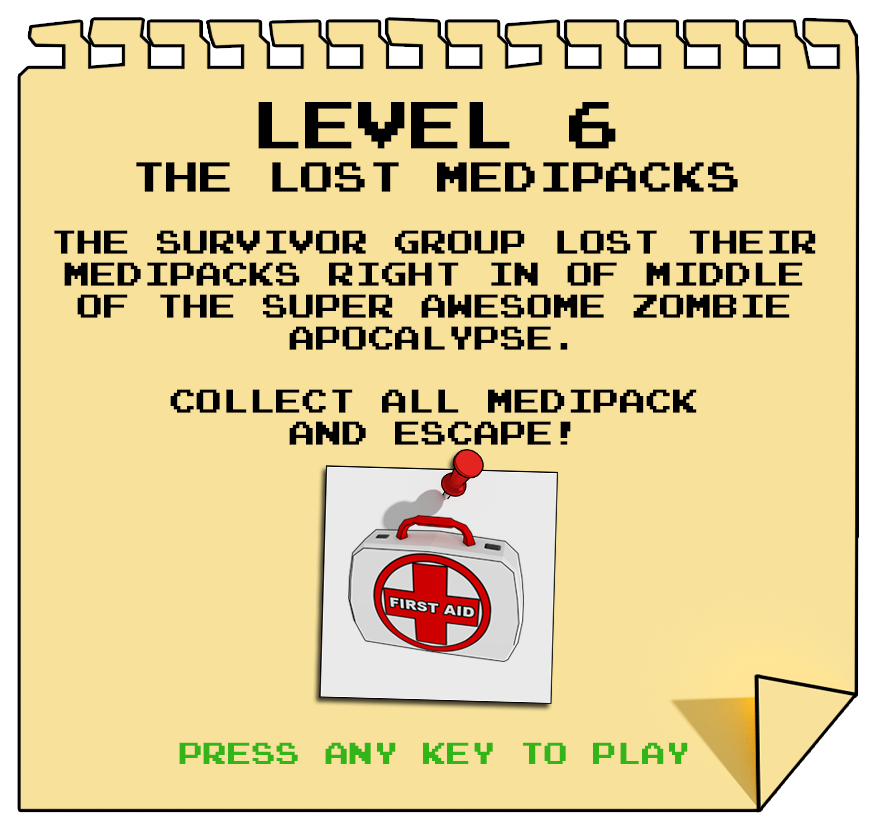 LEVEL 6
THE LOST MEDIPACKS
THE SURVIVOR GROUP LOST THEIR
MEDIPACKS RIGHT IN OF MIDDLE
OF THE SUPER AWESOME ZOMBIE
APOCALYPSE.
COLLECT ALL MEDIPACK
AND ESCAPE!
FIRST AID
PRESS ANY KEY TO PLAY